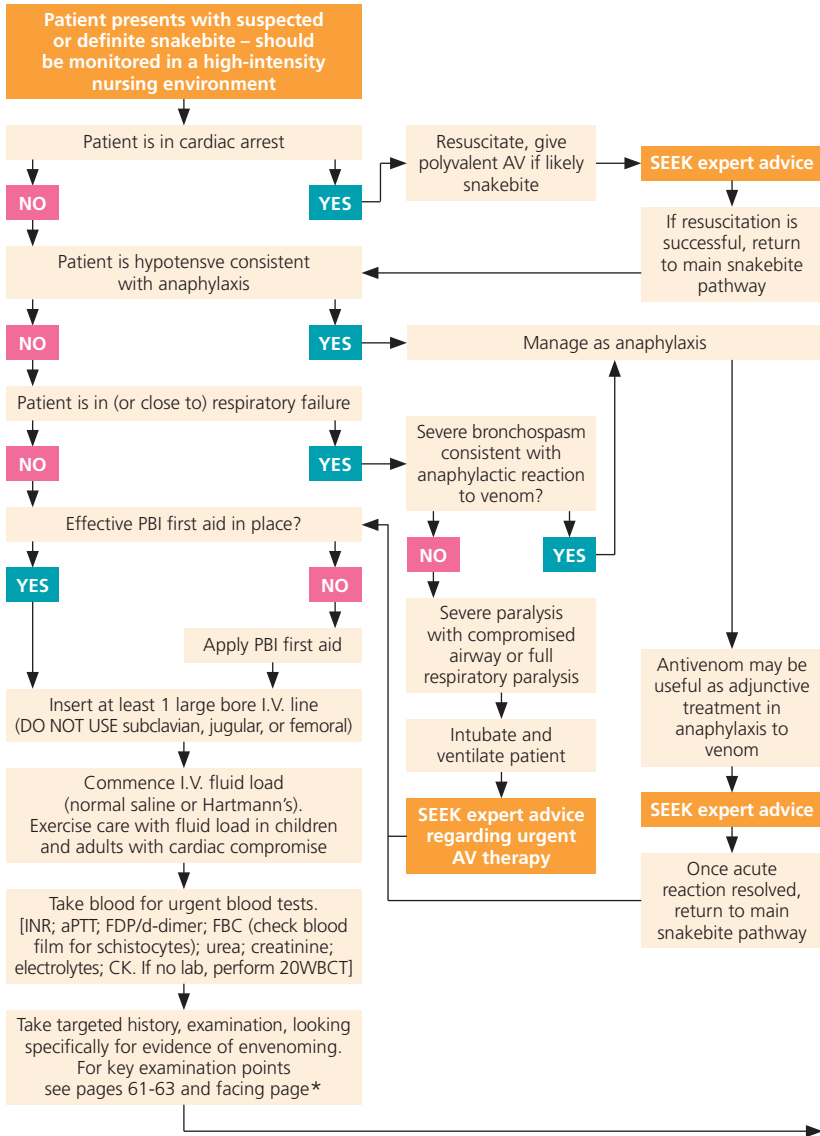 Patient presents with suspected
or definite snakebite – should
be monitored in a high-intensity
nursing environment
Patient is in cardiac arrest
NO
YES
Resuscitate, give
polyvalent AV if likely
snakebite
SEEK expert advice
If resuscitation is
successful, return
to main snakebite
pathway
Patient is hypotensve consistent
with anaphylaxis
NO
YES
Manage as anaphylaxis
Patient is in (or close to) respiratory failure
NO
YES
Severe bronchospasm
consistent with
anaphylactic reaction
to venom?
NO
YES
Effective PBI first aid in place?
YES
NO
Apply PBI first aid
Severe paralysis
with compromised
airway or full
respiratory paralysis
Intubate and
ventilate patient
SEEK expert advice
regarding urgent
AV therapy
Antivenom may be
useful as adjunctive
treatment in
anaphylaxis to
venom
SEEK expert advice
Once acute
reaction resolved,
return to main
snakebite pathway
Insert at least 1 large bore I.V. line
(DO NOT USE subclavian, jugular, or femoral)
Commence I.V. fluid load
(normal saline or Hartmann's).
Exercise care with fluid load in children
and adults with cardiac compromise
Take blood for urgent blood tests.
[INR; aPTT; FDP/d-dimer; FBC (check blood
film for schistocytes); urea; creatinine;
electrolytes; CK. If no lab, perform 20WBCT]
Take targeted history, examination, looking
specifically for evidence of envenoming.
For key examination points
see pages 61-63 and facing page*